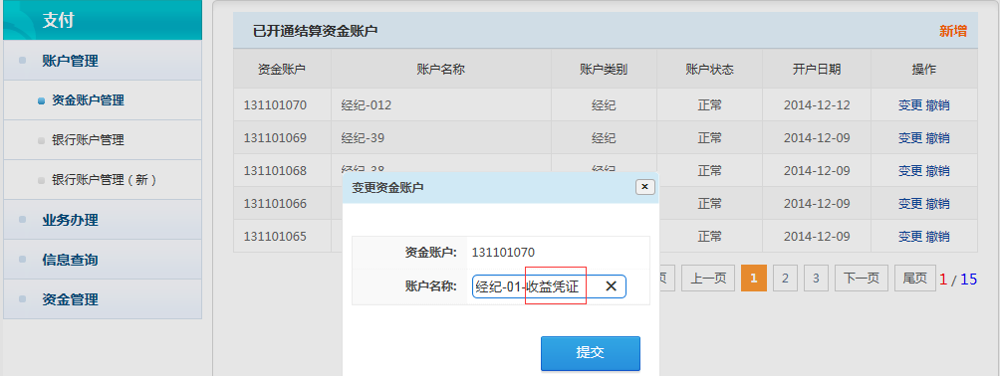 支付
账户管理
资金账户管理
银行账户管理
银行账户管理（新）
业务办理
信息查询
资金管理
已开通结算资金账户 新增
资金账户 账户名称 账户类别 账户状态 开户日期 操作
131101070 经纪-012 经纪 正常 2014-12-12 变更 撤销
131101069 经纪-39 经纪 正常 2014-12-09 变更 撤销
131101068 经纪-38 经纪 正常 2014-12-09 变更 撤销
131101066 正常 2014-12-09 变更 撤销
131101065 正常 2014-12-09 变更 撤销
页 上一页 1 2 3 下一页 尾页 1 / 15
变更资金账户
资金账户: 131101070
账户名称: 经纪-01-收益凭证
提交